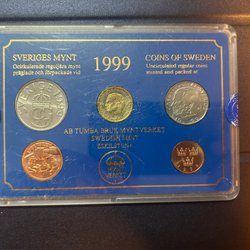 SVERIGES MYNT
Ocirkulerade reguljära mynt
präglade och förpackade vid
1999
COINS OF SWEDEN
Uncirculated regular coins
minted and packed at
AB TUMBA BRUK, MYNTVERKET
SWEDISH MINT
ESKILSTUNA